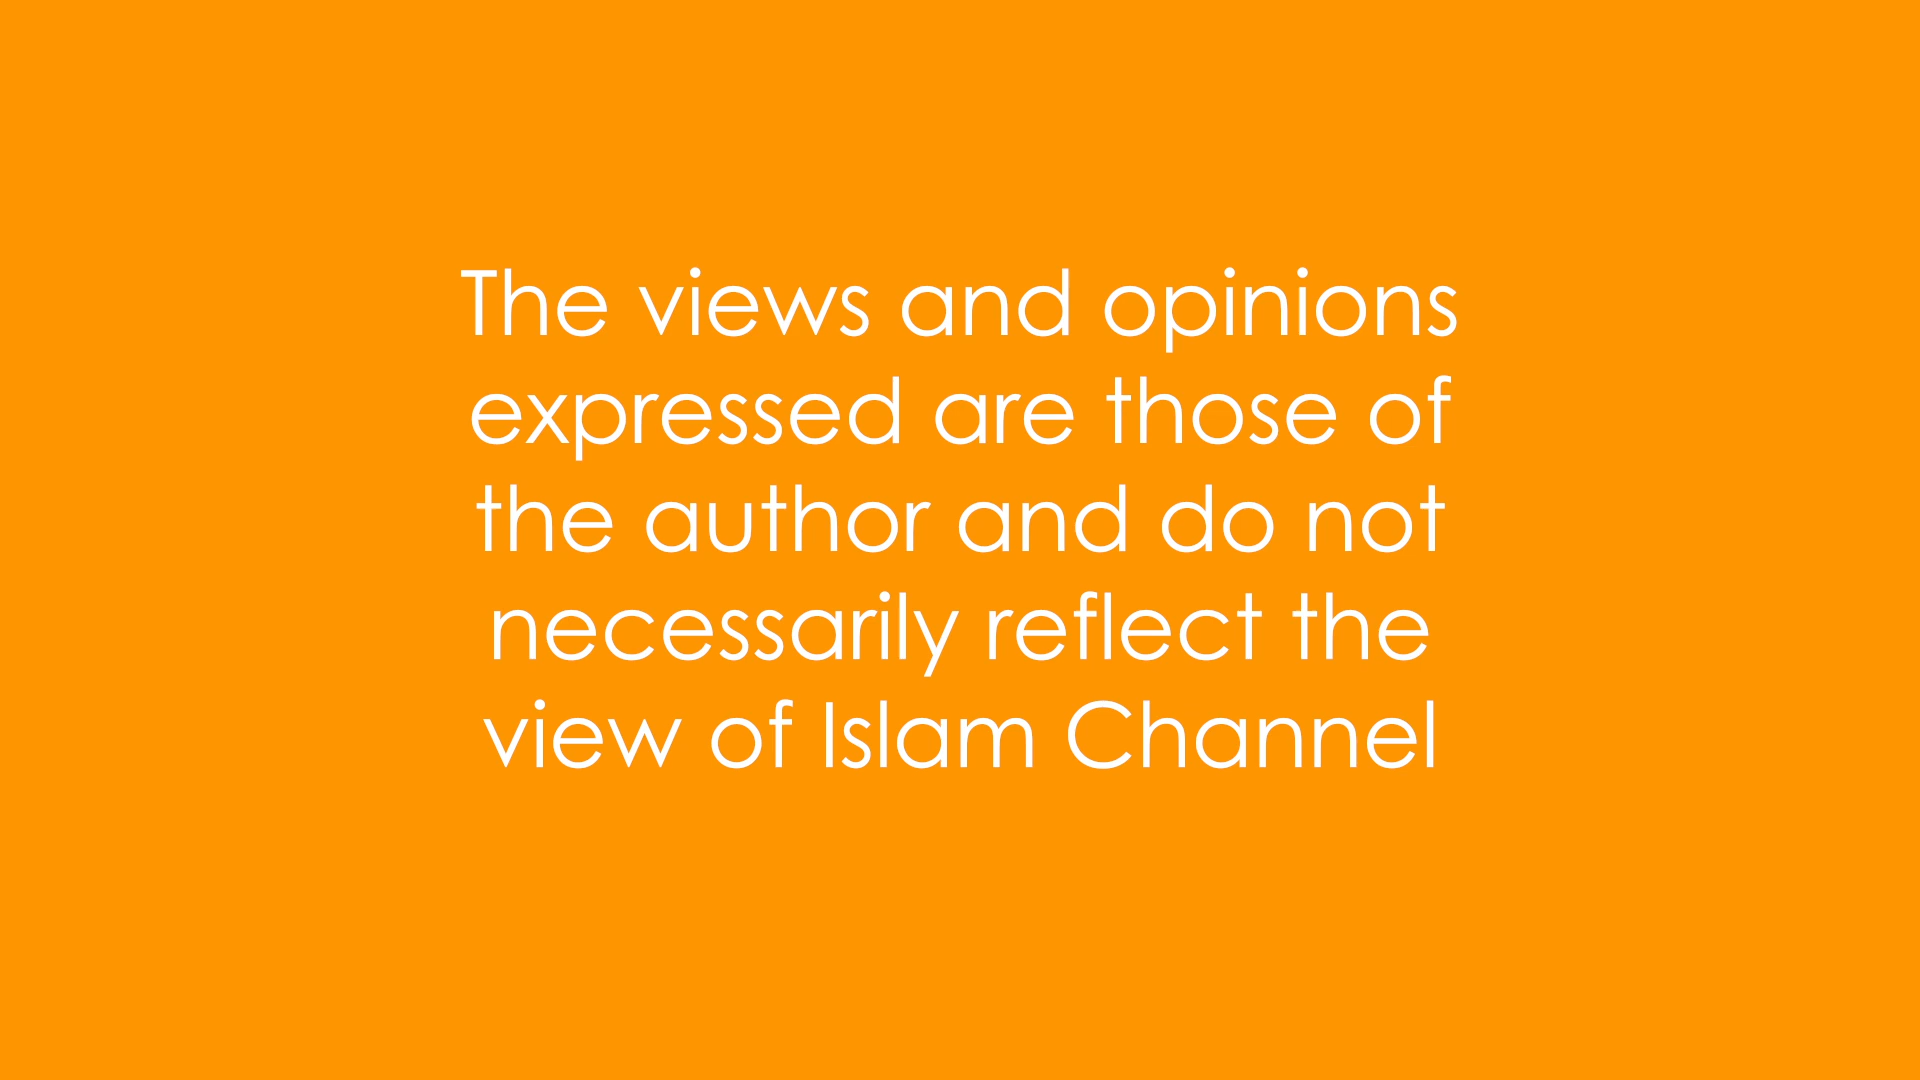 The views and opinions
expressed are those of
the author and do not
necessarily reflect the
view of Islam Channel